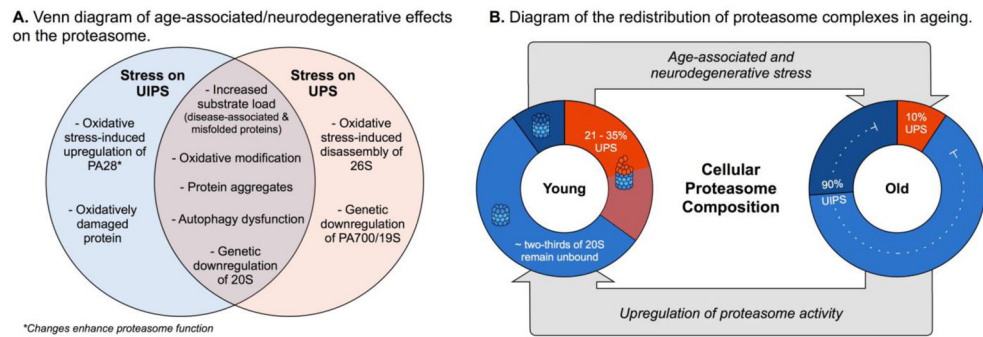 A. Venn diagram of age-associated/neurodegenerative effects
on the proteasome.
Stress on
UIPS
- Oxidative
stress-induced
upregulation of
PA28*
- Oxidatively
damaged
protein
- Increased
substrate load
(disease-associated &
misfolded proteins)
- Oxidative modification
- Protein aggregates
- Autophagy dysfunction
- Genetic
downregulation
of 20S
Stress on
UPS
- Oxidative
stress-induced
disassembly of
26S
- Genetic
downregulation
of PA700/19S
*Changes enhance proteasome function
B. Diagram of the redistribution of proteasome complexes in ageing.
Age-associated and
neurodegenerative stress
21 - 35%
UPS
Young
~ two-thirds of 20S
remain unbound
Cellular
Proteasome
Composition
10%
UPS
90%
UIPS
Old
Upregulation of proteasome activity